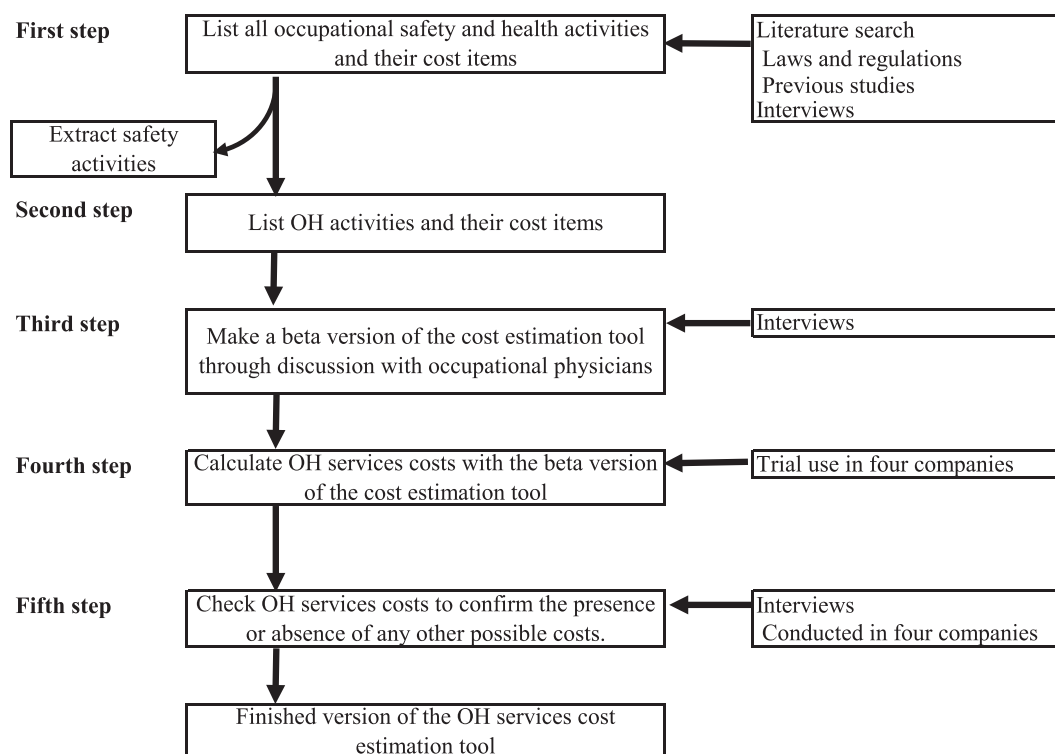 First step
List all occupational safety and health activities
and their cost items
Literature search
Laws and regulations
Previous studies
Interviews
Extract safety
activities
Second step
List OH activities and their cost items
Third step
Make a beta version of the cost estimation tool
through discussion with occupational physicians
Interviews
Fourth step
Calculate OH services costs with the beta version
of the cost estimation tool
Trial use in four companies
Fifth step
Check OH services costs to confirm the presence
or absence of any other possible costs.
Interviews
Conducted in four companies
Finished version of the OH services cost
estimation tool